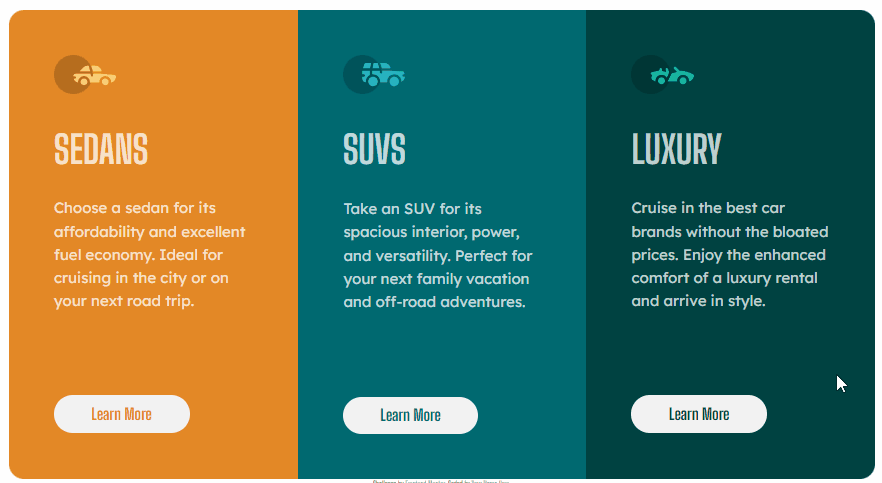 SEDANS
Choose a sedan for its
affordability and excellent
fuel economy. Ideal for
cruising in the city or on
your next road trip.
Learn More
SUVS
Take an SUV for its
spacious interior, power,
and versatility. Perfect for
your next family vacation
and off-road adventures.
Learn More
LUXURY
Cruise in the best car
brands without the bloated
prices. Enjoy the enhanced
comfort of a luxury rental
and arrive in style.
Learn More